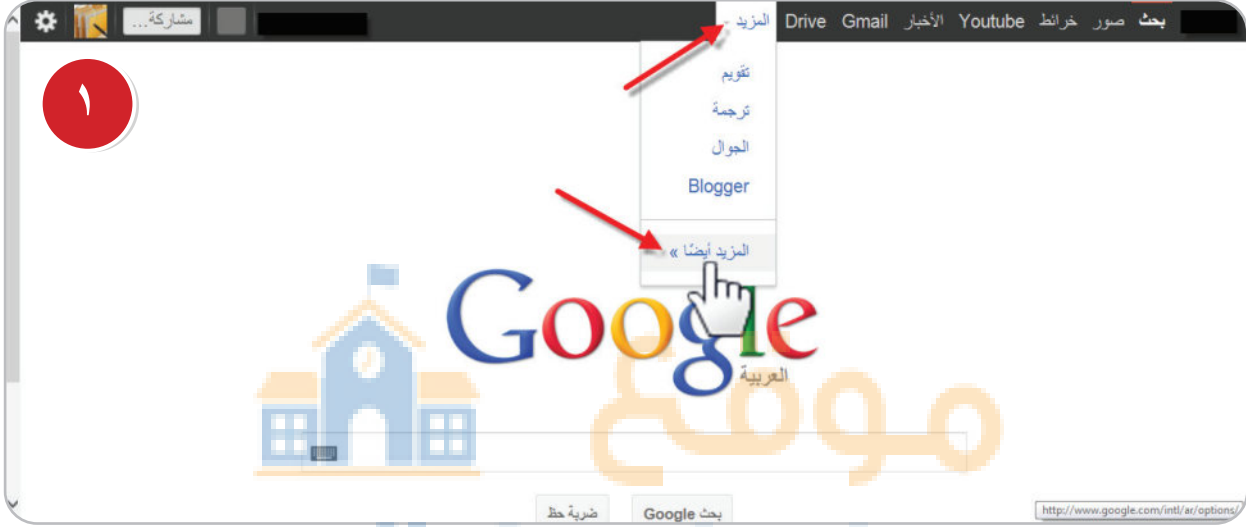 بحث صور خرائط Youtube الأخبار Gmail Drive المزيد مشاركة...
١
تقويم
ترجمة
الجوال
Blogger
المزيد أيضًا »
Google
العربية
موقع
بحث Google ضربة حظ
http://www.google.com/intl/ar/options/